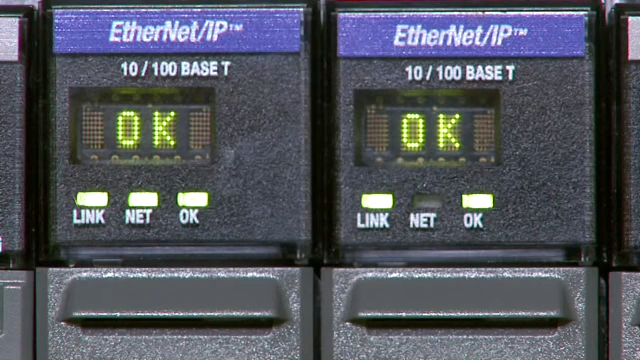 EtherNet/IP™
10/100 BASE T
OK
LINK NET OK
EtherNet/IP™
10/100 BASE T
OK
LINK NET OK